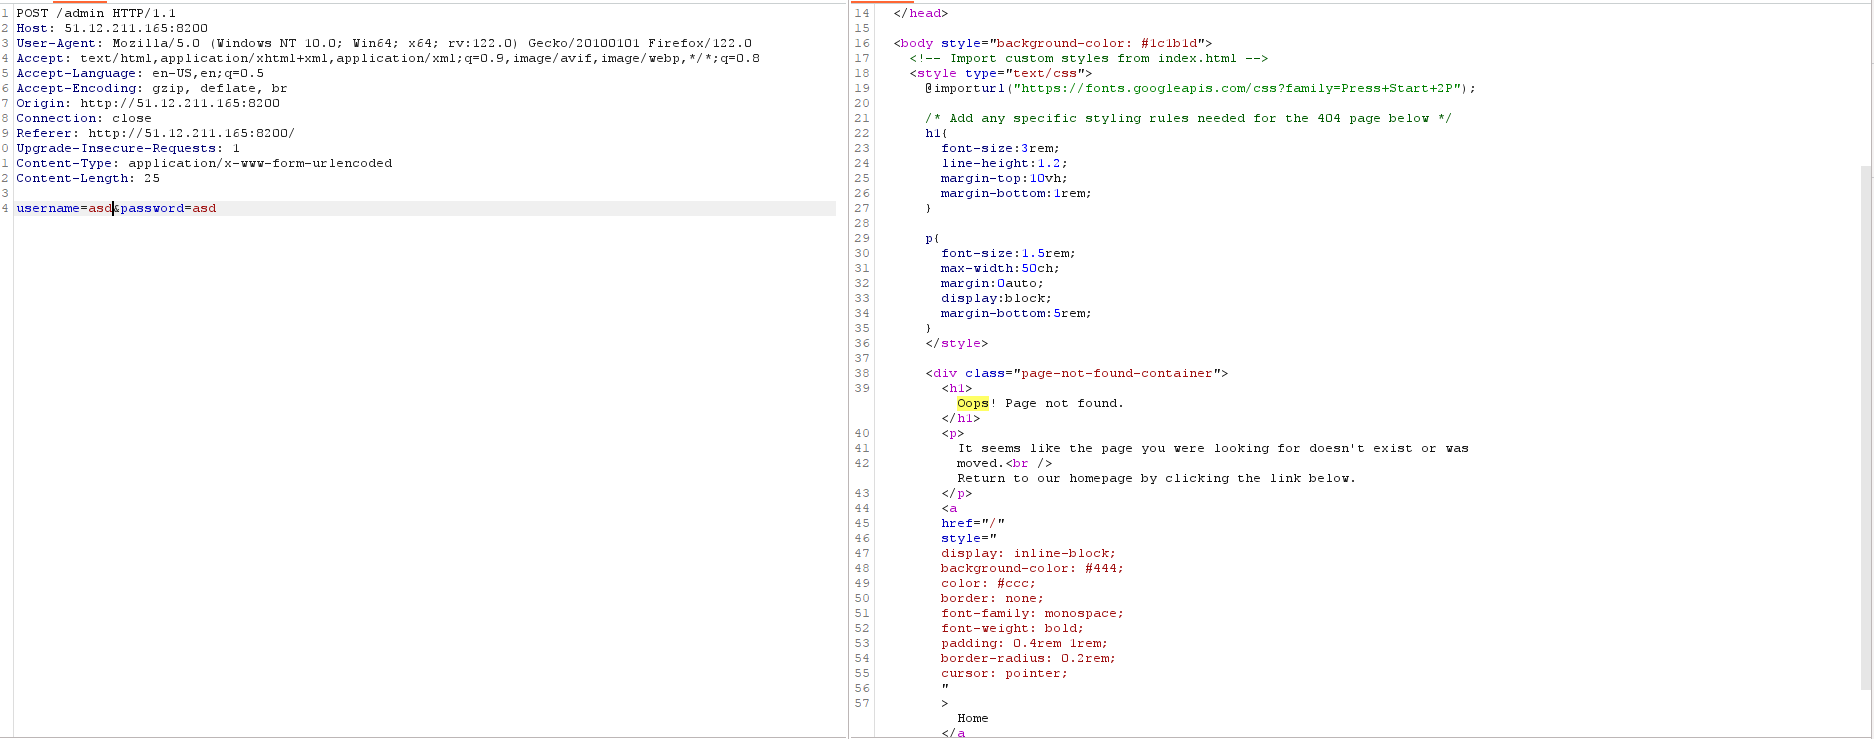 1 POST /admin HTTP/1.1
2 Host: 51.12.211.165:8200
3 User-Agent: Mozilla/5.0 (Windows NT 10.0; Win64; x64; rv:122.0) Gecko/20100101 Firefox/122.0
4 Accept: text/html,application/xhtml+xml,application/xml;q=0.9,image/avif,image/webp,*/*;q=0.8
5 Accept-Language: en-US,en;q=0.5
6 Accept-Encoding: gzip, deflate, br
7 Origin: http://51.12.211.165:8200
8 Connection: close
9 Referer: http://51.12.211.165:8200/
0 Upgrade-Insecure-Requests: 1
1 Content-Type: application/x-www-form-urlencoded
2 Content-Length: 25
3
4 username=asd&password=asd
14 </head>
15
16 <body style="background-color: #1c1b1d">
17 <!-- Import custom styles from index.html -->
18 <style type="text/css">
19 @importurl("https://fonts.googleapis.com/css?family=Press+Start+2P");
20
21 /* Add any specific styling rules needed for the 404 page below */
22 h1{
23 font-size:3rem;
24 line-height:1.2;
25 margin-top:10vh;
26 margin-bottom:1rem;
27 }
28
29 p{
30 font-size:1.5rem;
31 max-width:50ch;
32 margin:0auto;
33 display:block;
34 margin-bottom:5rem;
35 }
36 </style>
37
38 <div class="page-not-found-container">
39 <h1>
Oops! Page not found.
</h1>
40 <p>
41 It seems like the page you were looking for doesn't exist or was
42 moved.<br />
Return to our homepage by clicking the link below.
43 </p>
44 <a
45 href="/"
46 style="
47 display: inline-block;
48 background-color: #444;
49 color: #ccc;
50 border: none;
51 font-family: monospace;
52 font-weight: bold;
53 padding: 0.4rem 1rem;
54 border-radius: 0.2rem;
55 cursor: pointer;
56 "
57 >
Home
</a